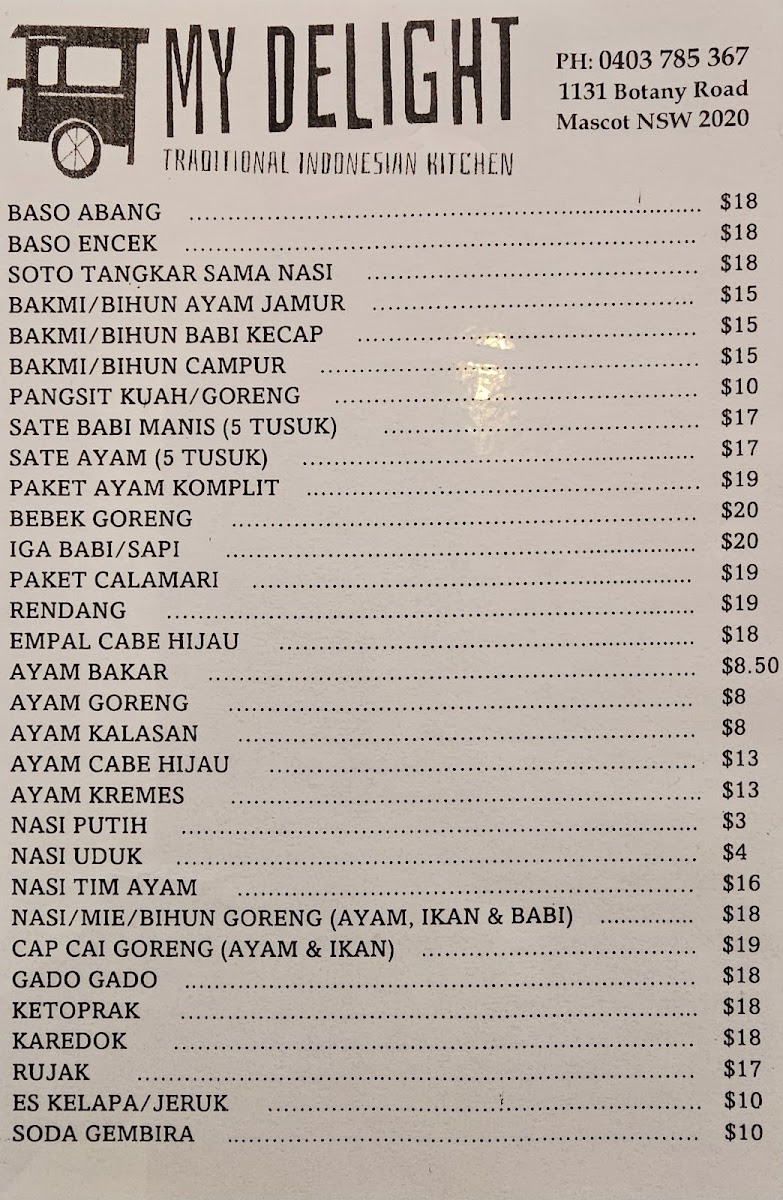 MY DELIGHT
TRADITIONAL INDONESIAN KITCHEN
PH: 0403 785 367
1131 Botany Road
Mascot NSW 2020
BASO ABANG $18
BASO ENCEK $18
SOTO TANGKAR SAMA NASI $18
BAKMI/BIHUN AYAM JAMUR $15
BAKMI/BIHUN BABI KECAP $15
BAKMI/BIHUN CAMPUR $15
PANGSIT KUAH/GORENG $10
SATE BABI MANIS (5 TUSUK) $17
SATE AYAM (5 TUSUK) $17
PAKET AYAM KOMPLIT $19
BEBEK GORENG $20
IGA BABI/SAPI $20
PAKET CALAMARI $19
RENDANG $19
EMPAL CABE HIJAU $18
AYAM BAKAR $8.50
AYAM GORENG $8
AYAM KALASAN $8
AYAM CABE HIJAU $13
AYAM KREMES $13
NASI PUTIH $3
NASI UDUK $4
NASI TIM AYAM $16
NASI/MIE/BIHUN GORENG (AYAM, IKAN & BABI) $18
CAP CAI GORENG (AYAM & IKAN) $19
GADO GADO $18
KETOPRAK $18
KAREDOK $18
RUJAK $17
ES KELAPA/JERUK $10
SODA GEMBIRA $10